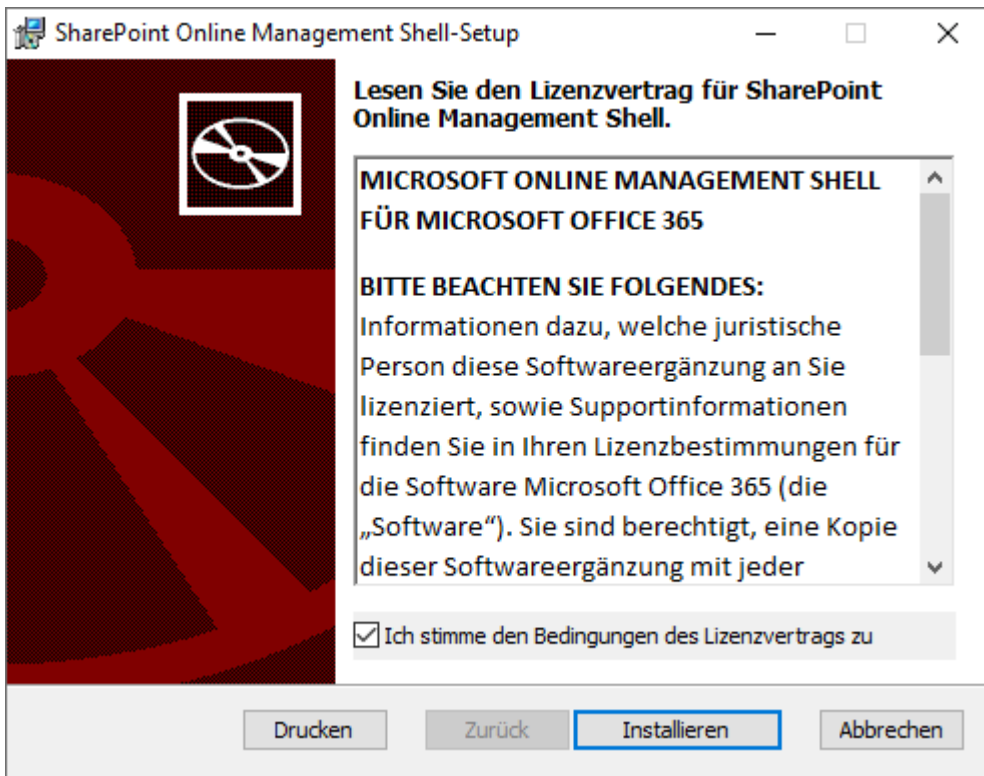 SharePoint Online Management Shell-Setup
Lesen Sie den Lizenzvertrag für SharePoint
Online Management Shell.
MICROSOFT ONLINE MANAGEMENT SHELL
FÜR MICROSOFT OFFICE 365
BITTE BEACHTEN SIE FOLGENDES:
Informationen dazu, welche juristische
Person diese Softwareergänzung an Sie
lizenziert, sowie Supportinformationen
finden Sie in Ihren Lizenzbestimmungen für
die Software Microsoft Office 365 (die
„Software“). Sie sind berechtigt, eine Kopie
dieser Softwareergänzung mit jeder
Ich stimme den Bedingungen des Lizenzvertrags zu
Drucken
Zurück
Installieren
Abbrechen